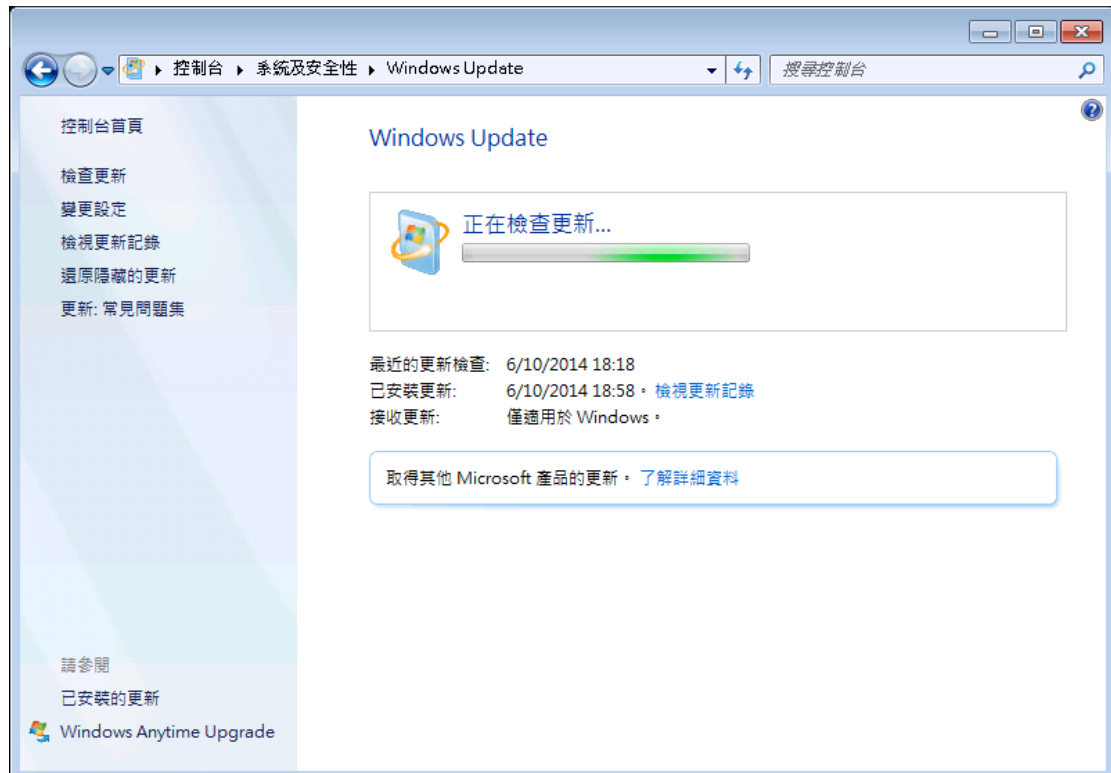 控制台 系統及安全性 Windows Update 搜尋控制台
控制台首頁
檢查更新
變更設定
檢視更新記錄
還原隱藏的更新
更新: 常見問題集
Windows Update
正在檢查更新...
最近的更新檢查: 6/10/2014 18:18
已安裝更新: 6/10/2014 18:58。檢視更新記錄
接收更新: 僅適用於 Windows。
取得其他 Microsoft 產品的更新。了解詳細資料
請參閱
已安裝的更新
Windows Anytime Upgrade